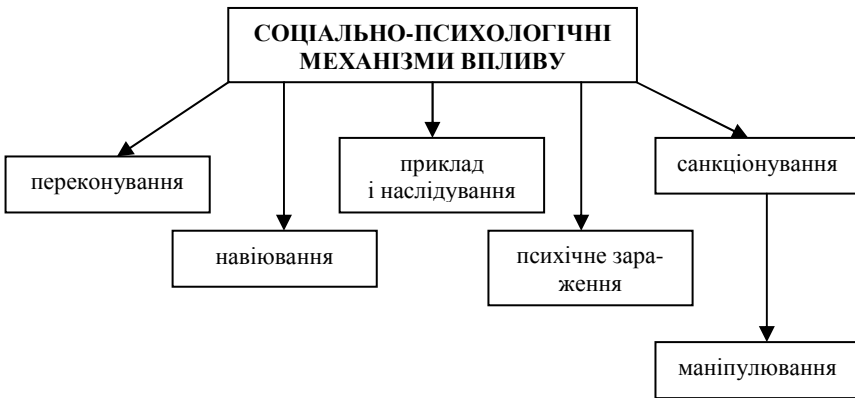 СОЦІАЛЬНО-ПСИХОЛОГІЧНІ
МЕХАНІЗМИ ВПЛИВУ
переконування
навіювання
приклад
і наслідування
психічне зара-
ження
санкціонування
маніпулювання